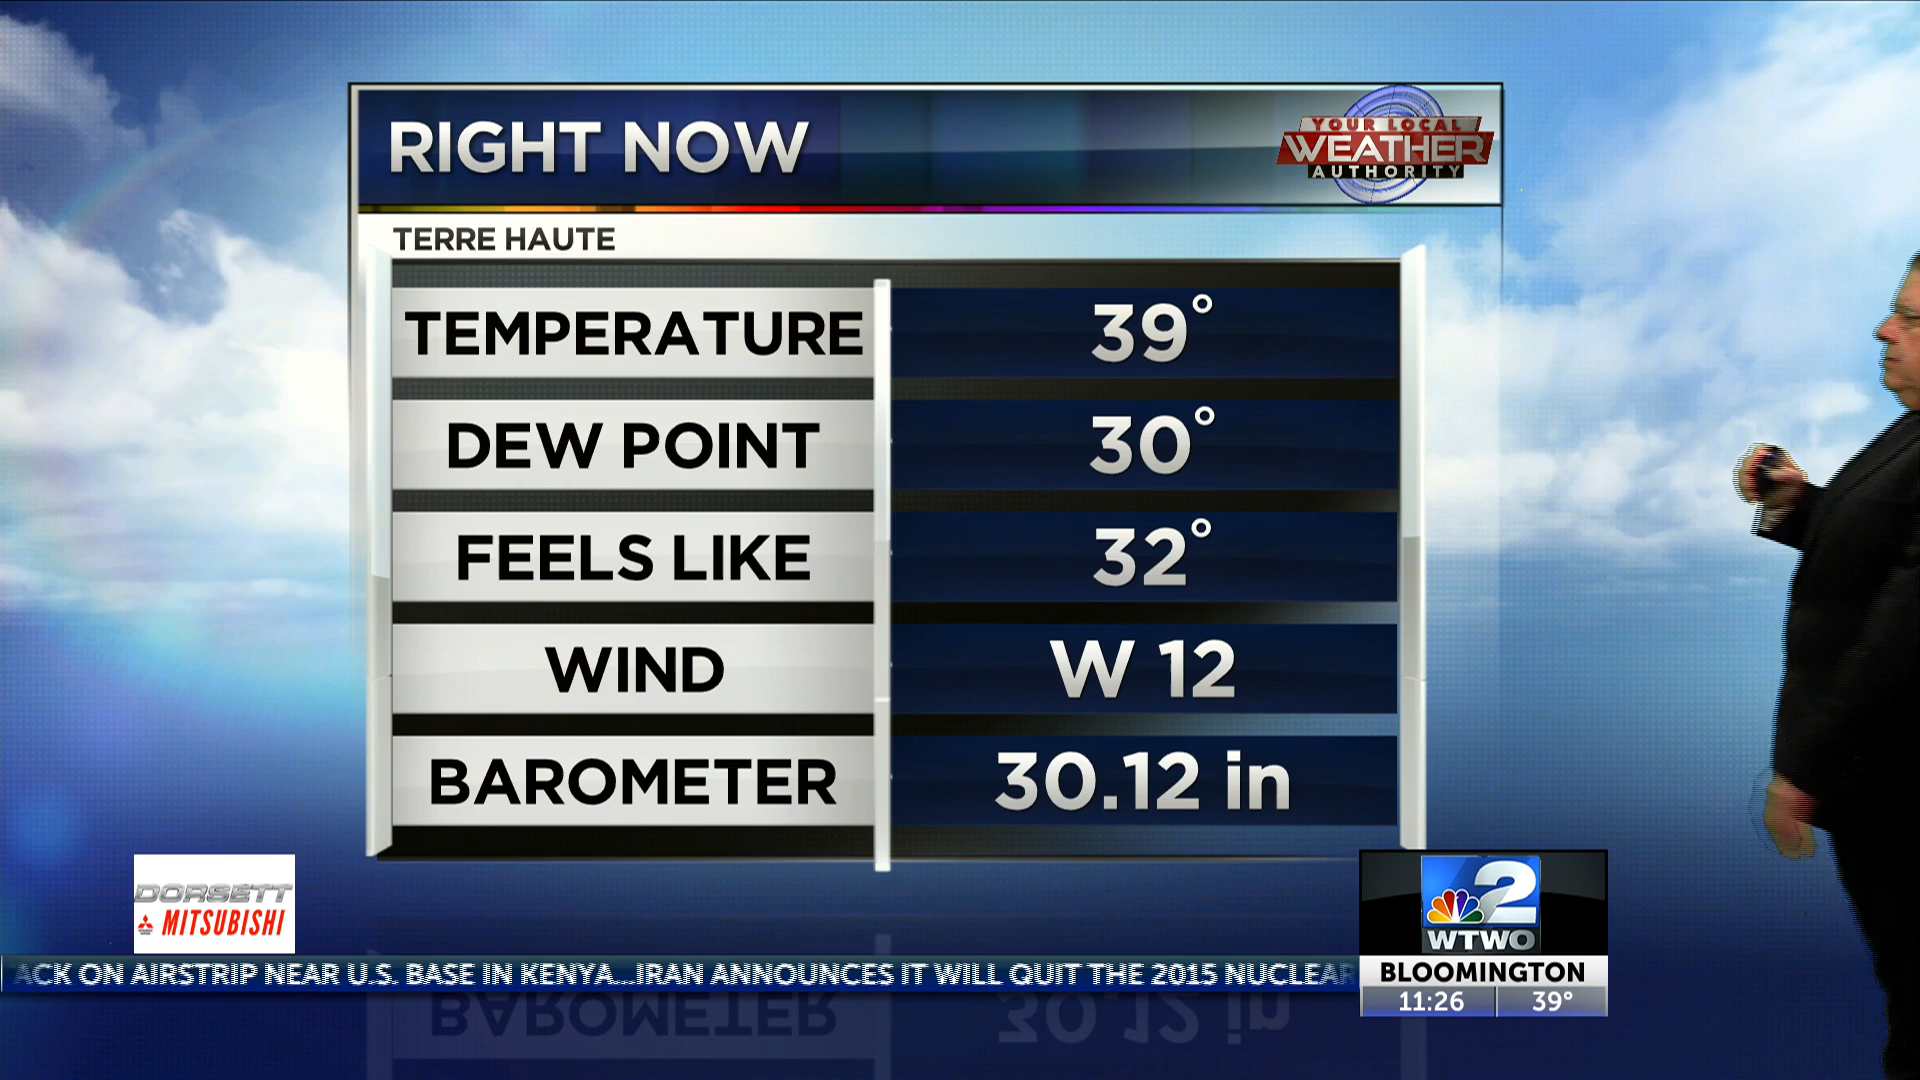 RIGHT NOW
YOUR LOCAL
WEATHER
AUTHORITY
TERRE HAUTE
TEMPERATURE 39°
DEW POINT 30°
FEELS LIKE 32°
WIND W 12
BAROMETER 30.12 in
DORSETT
MITSUBISHI
2
WTWO
ACK ON AIRSTRIP NEAR U.S. BASE IN KENYA...IRAN ANNOUNCES IT WILL QUIT THE 2015 NUCLEAR
BLOOMINGTON
11:26 39°